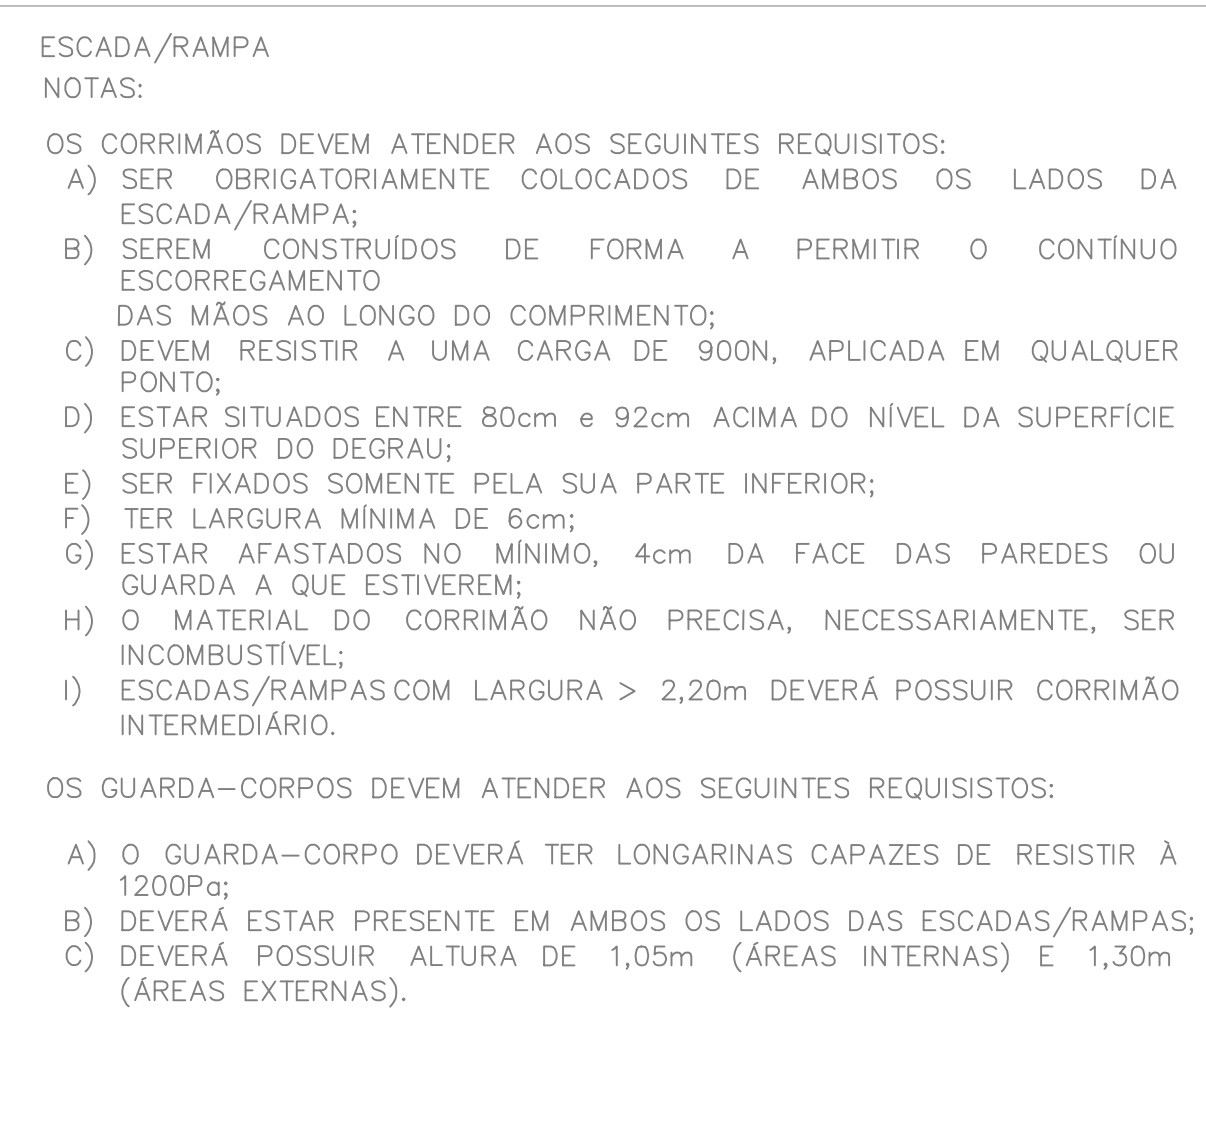 ESCADA/RAMPA
NOTAS:
OS CORRIMÃOS DEVEM ATENDER AOS SEGUINTES REQUISITOS:
A) SER OBRIGATORIAMENTE COLOCADOS DE AMBOS OS LADOS DA
ESCADA/RAMPA;
B) SEREM CONSTRUÍDOS DE FORMA A PERMITIR O CONTÍNUO
ESCORREGAMENTO
DAS MÃOS AO LONGO DO COMPRIMENTO;
C) DEVEM RESISTIR A UMA CARGA DE 900N, APLICADA EM QUALQUER
PONTO;
D) ESTAR SITUADOS ENTRE 80cm e 92cm ACIMA DO NÍVEL DA SUPERFÍCIE
SUPERIOR DO DEGRAU;
E) SER FIXADOS SOMENTE PELA SUA PARTE INFERIOR;
F) TER LARGURA MÍNIMA DE 6cm;
G) ESTAR AFASTADOS NO MÍNIMO, 4cm DA FACE DAS PAREDES OU
GUARDA A QUE ESTIVEREM;
H) O MATERIAL DO CORRIMÃO NÃO PRECISA, NECESSARIAMENTE, SER
INCOMBUSTÍVEL;
I) ESCADAS/RAMPAS COM LARGURA > 2,20m DEVERÁ POSSUIR CORRIMÃO
INTERMEDIÁRIO.
OS GUARDA-CORPOS DEVEM ATENDER AOS SEGUINTES REQUISISTOS:
A) O GUARDA-CORPO DEVERÁ TER LONGARINAS CAPAZES DE RESISTIR À
1200Pa;
B) DEVERÁ ESTAR PRESENTE EM AMBOS OS LADOS DAS ESCADAS/RAMPAS;
C) DEVERÁ POSSUIR ALTURA DE 1,05m (ÁREAS INTERNAS) E 1,30m
(ÁREAS EXTERNAS).